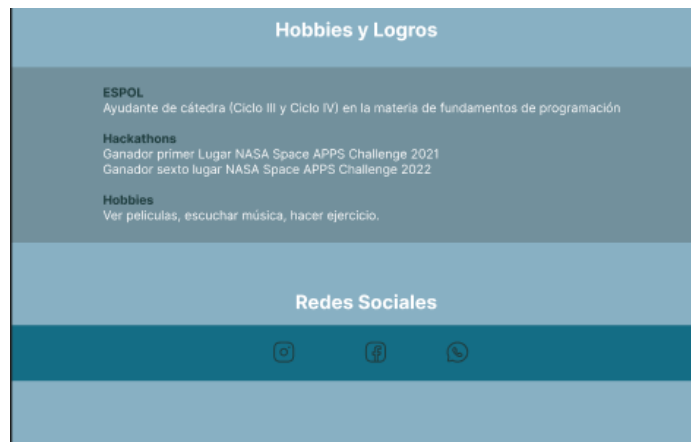 Hobbies y Logros
ESPOL
Ayudante de cátedra (Ciclo III y Ciclo IV) en la materia de fundamentos de programación
Hackathons
Ganador primer Lugar NASA Space APPS Challenge 2021
Ganador sexto lugar NASA Space APPS Challenge 2022
Hobbies
Ver peliculas, escuchar música, hacer ejercicio.
Redes Sociales